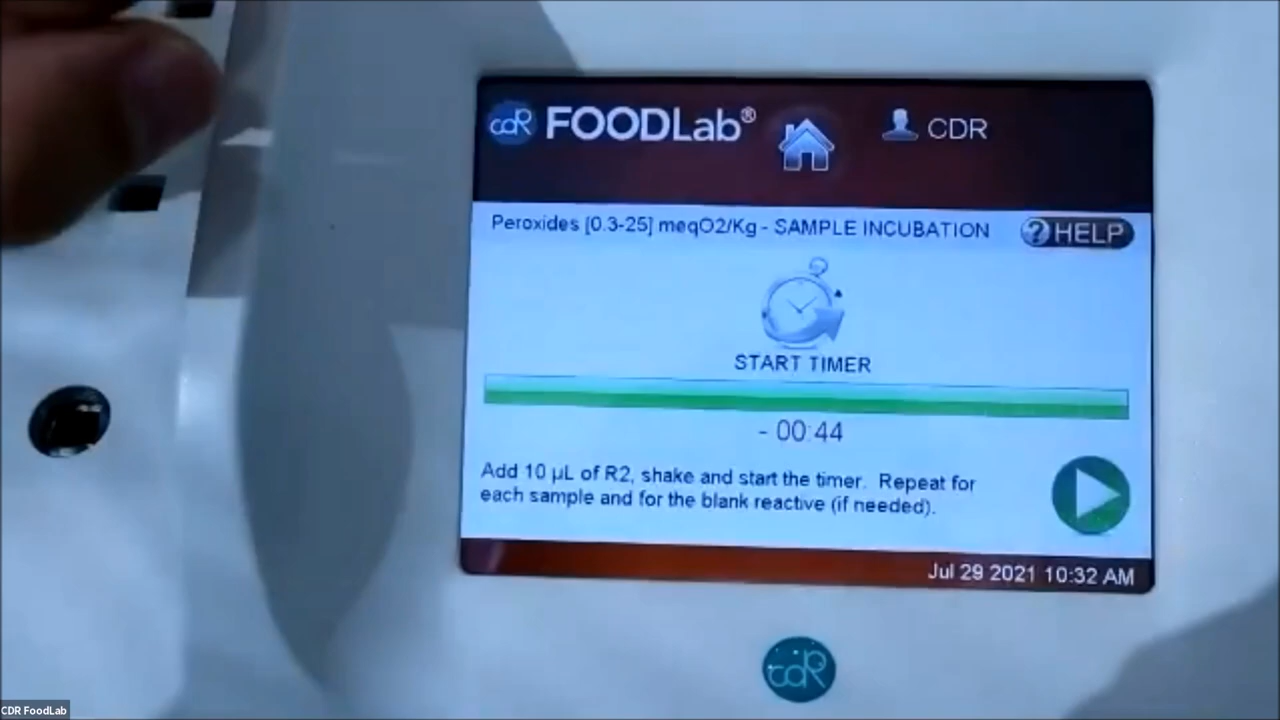 cdR FOODLab® CDR
Peroxides [0.3-25] meqO2/Kg - SAMPLE INCUBATION
? HELP
START TIMER
- 00:44
Add 10 µL of R2, shake and start the timer. Repeat for
each sample and for the blank reactive (if needed).
Jul 29 2021 10:32 AM
cdR
CDR FoodLab